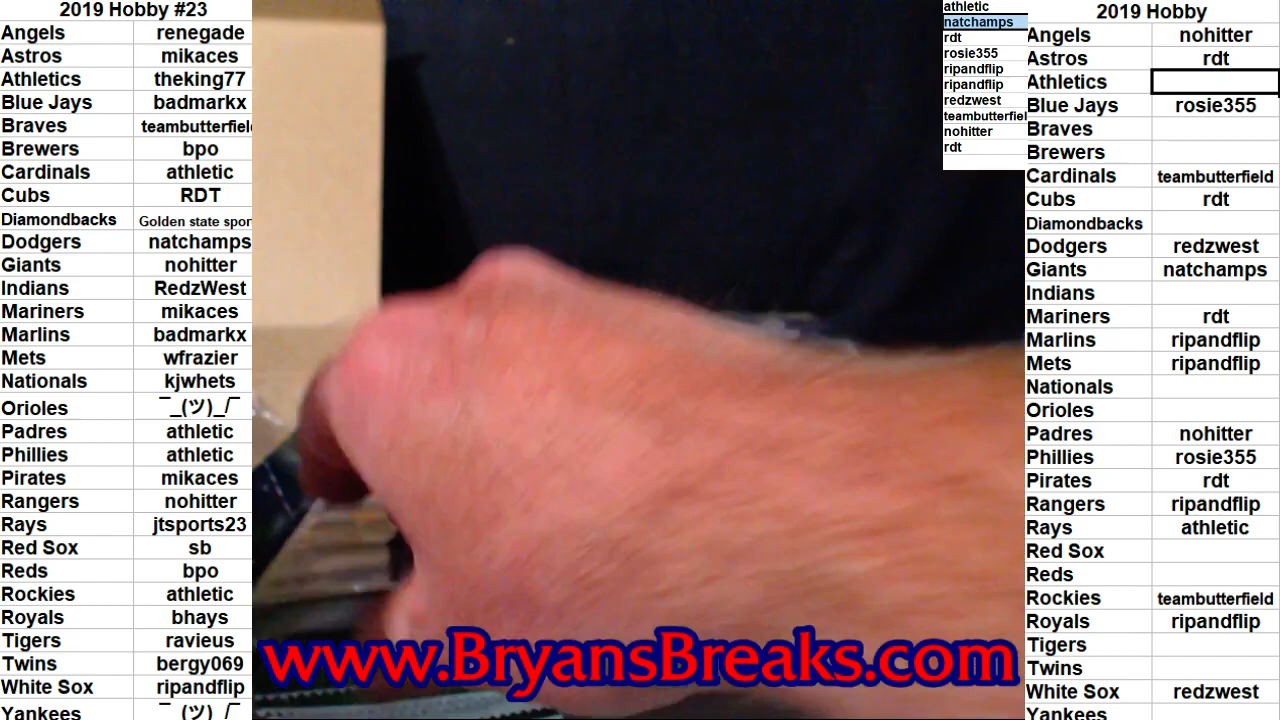 2019 Hobby #23
Angels renegade
Astros mikaces
Athletics theking77
Blue Jays badmarkx
Braves teambutterfiel
Brewers bpo
Cardinals athletic
Cubs RDT
Diamondbacks Golden state spor
Dodgers natchamps
Giants nohitter
Indians RedzWest
Mariners mikaces
Marlins badmarkx
Mets wfrazier
Nationals kjwhets
Orioles ¯_(ツ)_/¯
Padres athletic
Phillies athletic
Pirates mikaces
Rangers nohitter
Rays jtsports23
Red Sox sb
Reds bpo
Rockies athletic
Royals bhays
Tigers ravieus
Twins bergy069
White Sox ripandflip
Yankees ¯_(ツ)_/¯
athletic
natchamps
rdt
rosie355
ripandflip
ripandflip
redzwest
teambutterfiel
nohitter
rdt
2019 Hobby
Angels nohitter
Astros rdt
Athletics
Blue Jays rosie355
Braves
Brewers
Cardinals teambutterfield
Cubs rdt
Diamondbacks
Dodgers redzwest
Giants natchamps
Indians
Mariners rdt
Marlins ripandflip
Mets ripandflip
Nationals
Orioles
Padres nohitter
Phillies rosie355
Pirates rdt
Rangers ripandflip
Rays athletic
Red Sox
Reds
Rockies teambutterfield
Royals ripandflip
Tigers
Twins
White Sox redzwest
Yankees
www.BryansBreaks.com